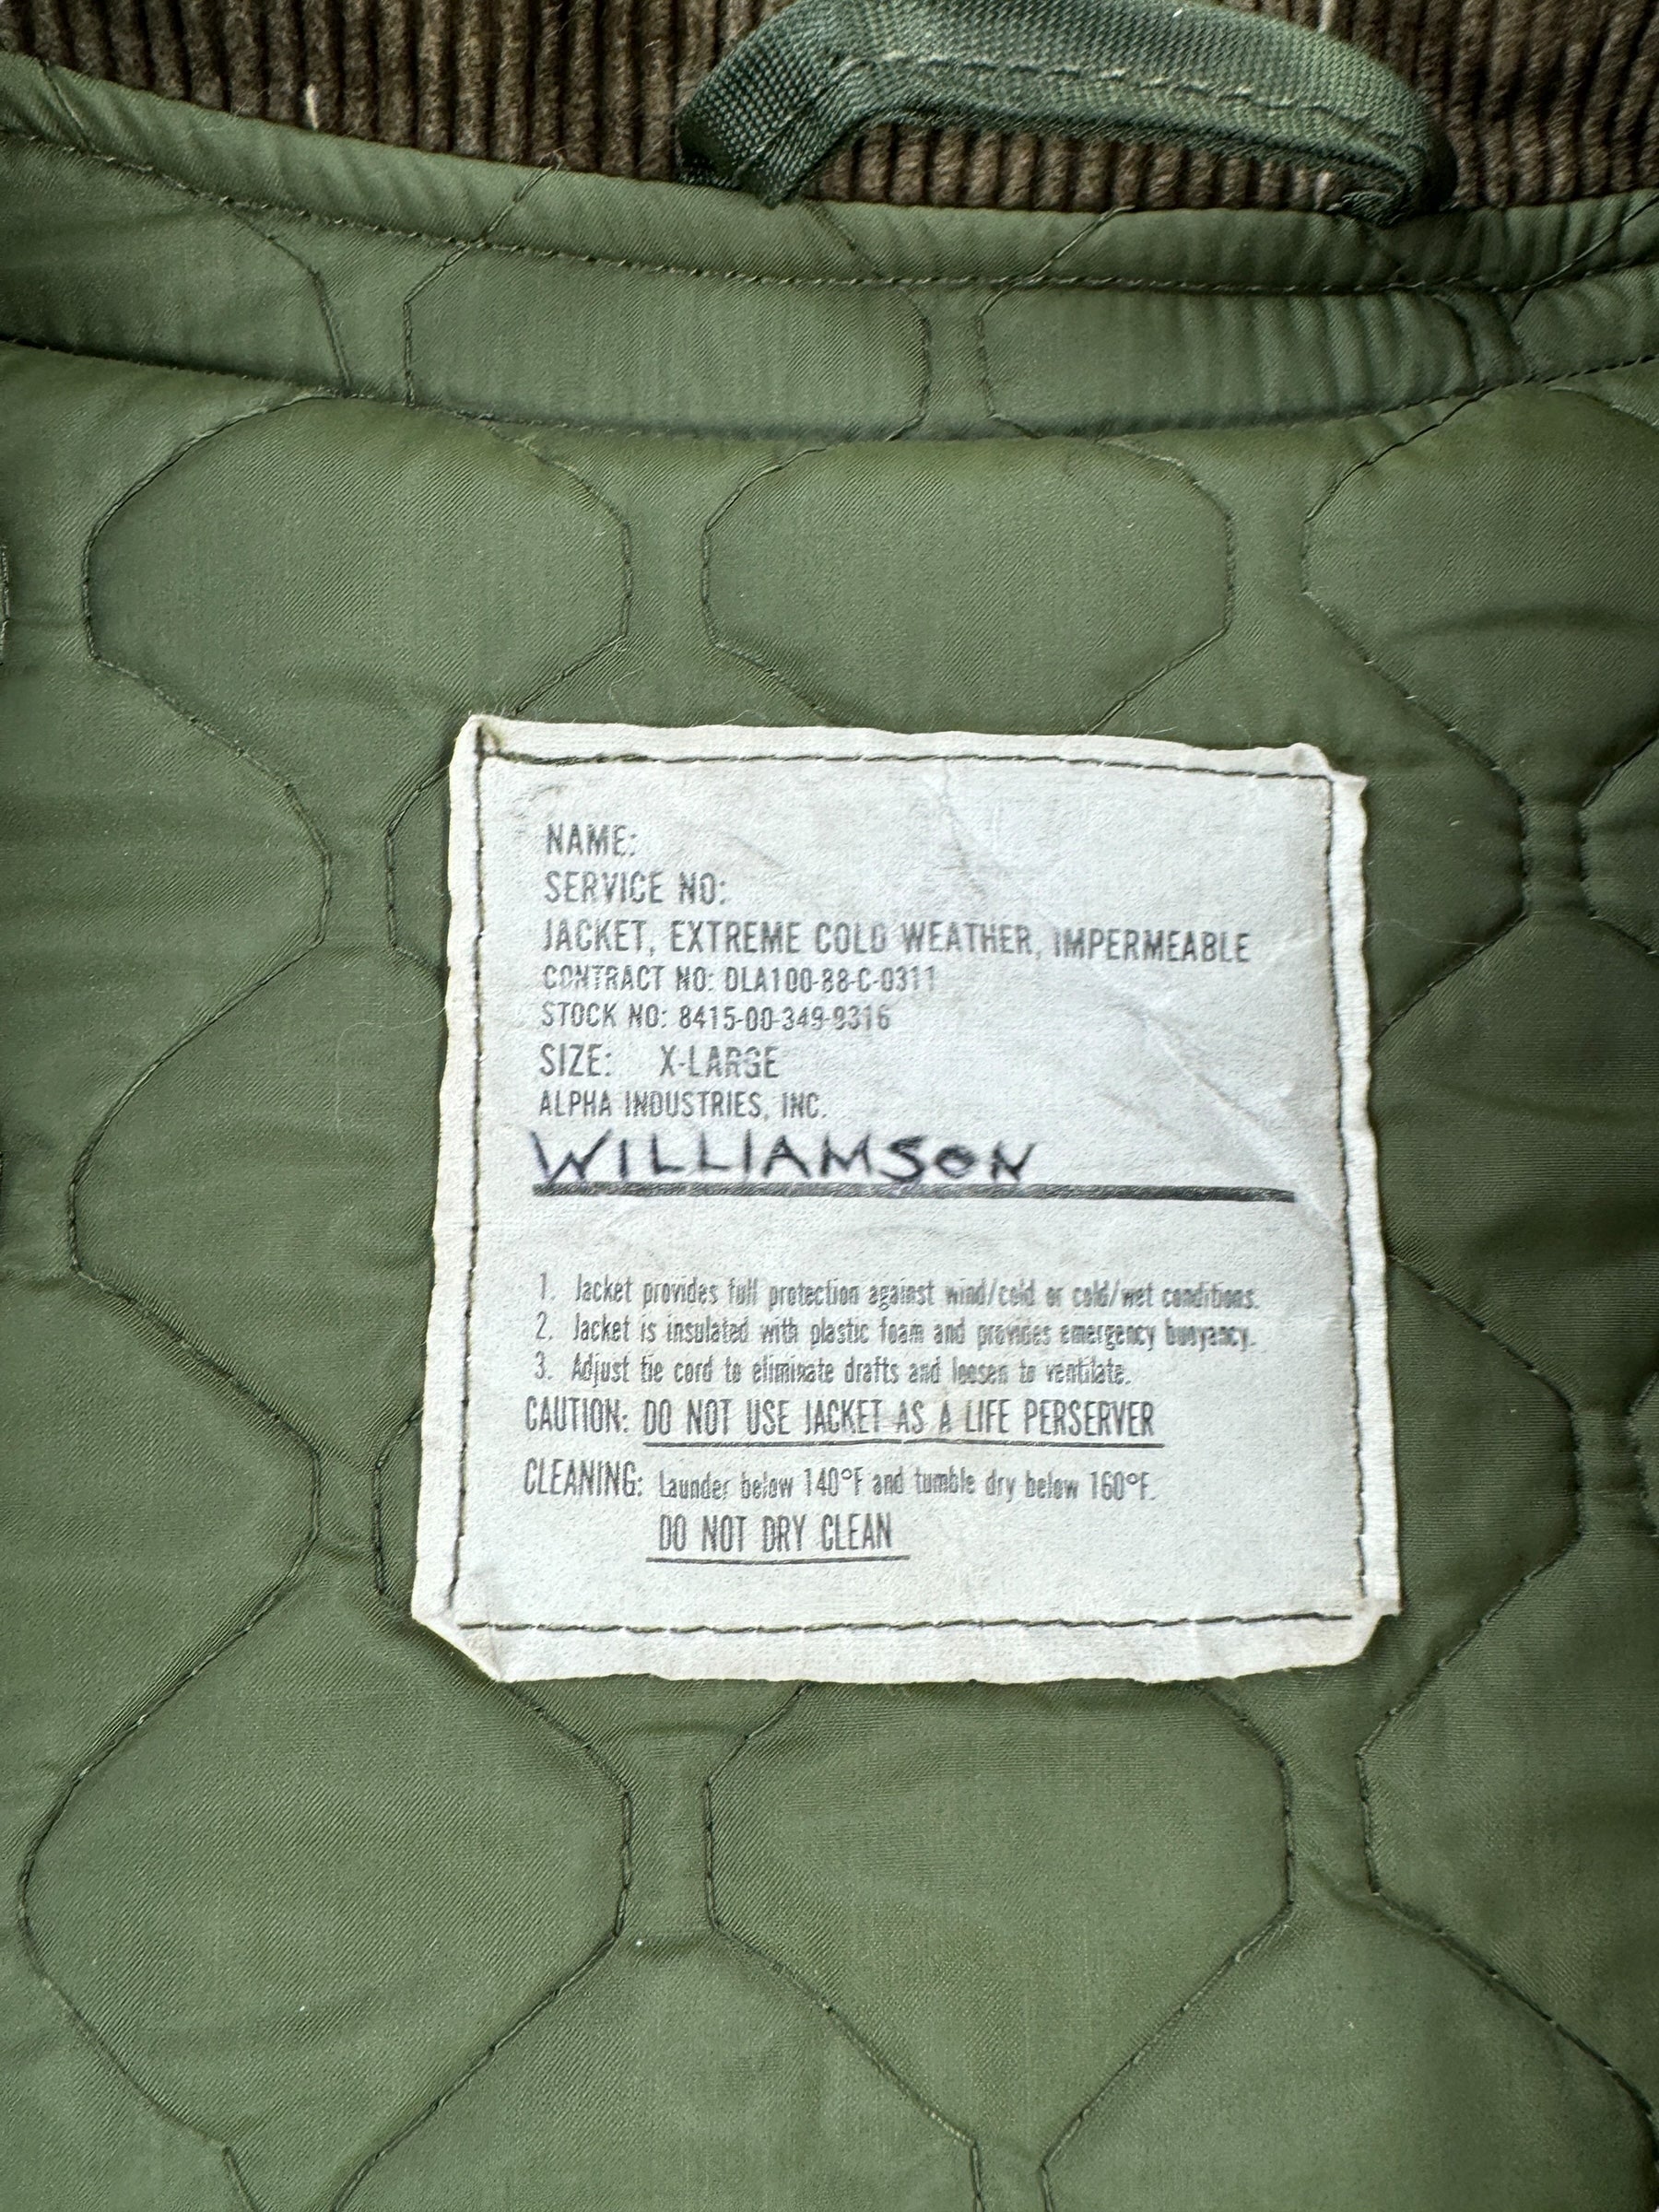 NAME:
SERVICE NO:
JACKET, EXTREME COLD WEATHER, IMPERMEABLE
CONTRACT NO: DLA100-88-C-0311
STOCK NO: 8415-00-349-9316
SIZE: X-LARGE
ALPHA INDUSTRIES, INC.
WILLIAMSON
1. Jacket provides full protection against wind/cold or cold/wet conditions.
2. Jacket is insulated with plastic foam and provides emergency buoyancy.
3. Adjust tie cord to eliminate drafts and loosen to ventilate.
CAUTION: DO NOT USE JACKET AS A LIFE PERSERVER
CLEANING: Launder below 140°F and tumble dry below 160°F.
DO NOT DRY CLEAN